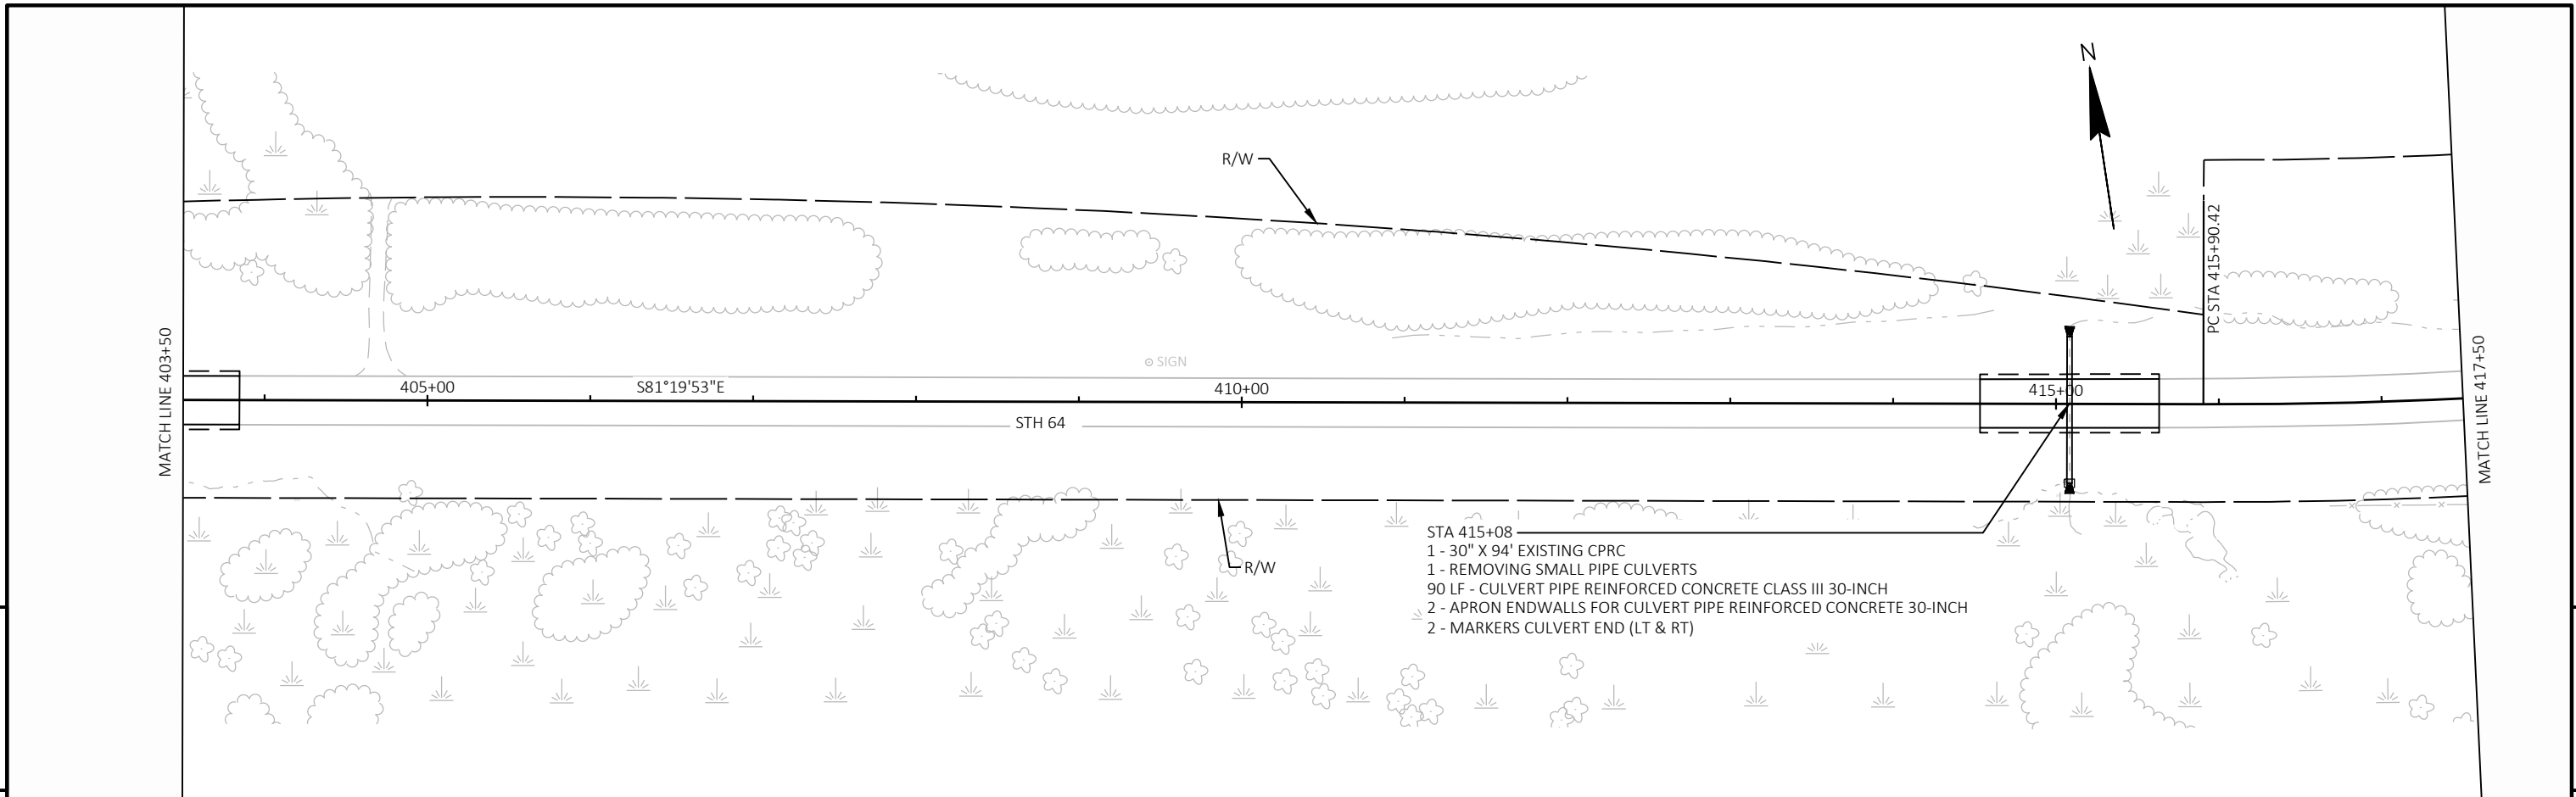 N
R/W
PC STA 415+90.42
MATCH LINE 403+50
MATCH LINE 417+50
SIGN
405+00
S81°19'53"E
410+00
415+00
STH 64
R/W
STA 415+08
1 - 30" X 94' EXISTING CPRC
1 - REMOVING SMALL PIPE CULVERTS
90 LF - CULVERT PIPE REINFORCED CONCRETE CLASS III 30-INCH
2 - APRON ENDWALLS FOR CULVERT PIPE REINFORCED CONCRETE 30-INCH
2 - MARKERS CULVERT END (LT & RT)